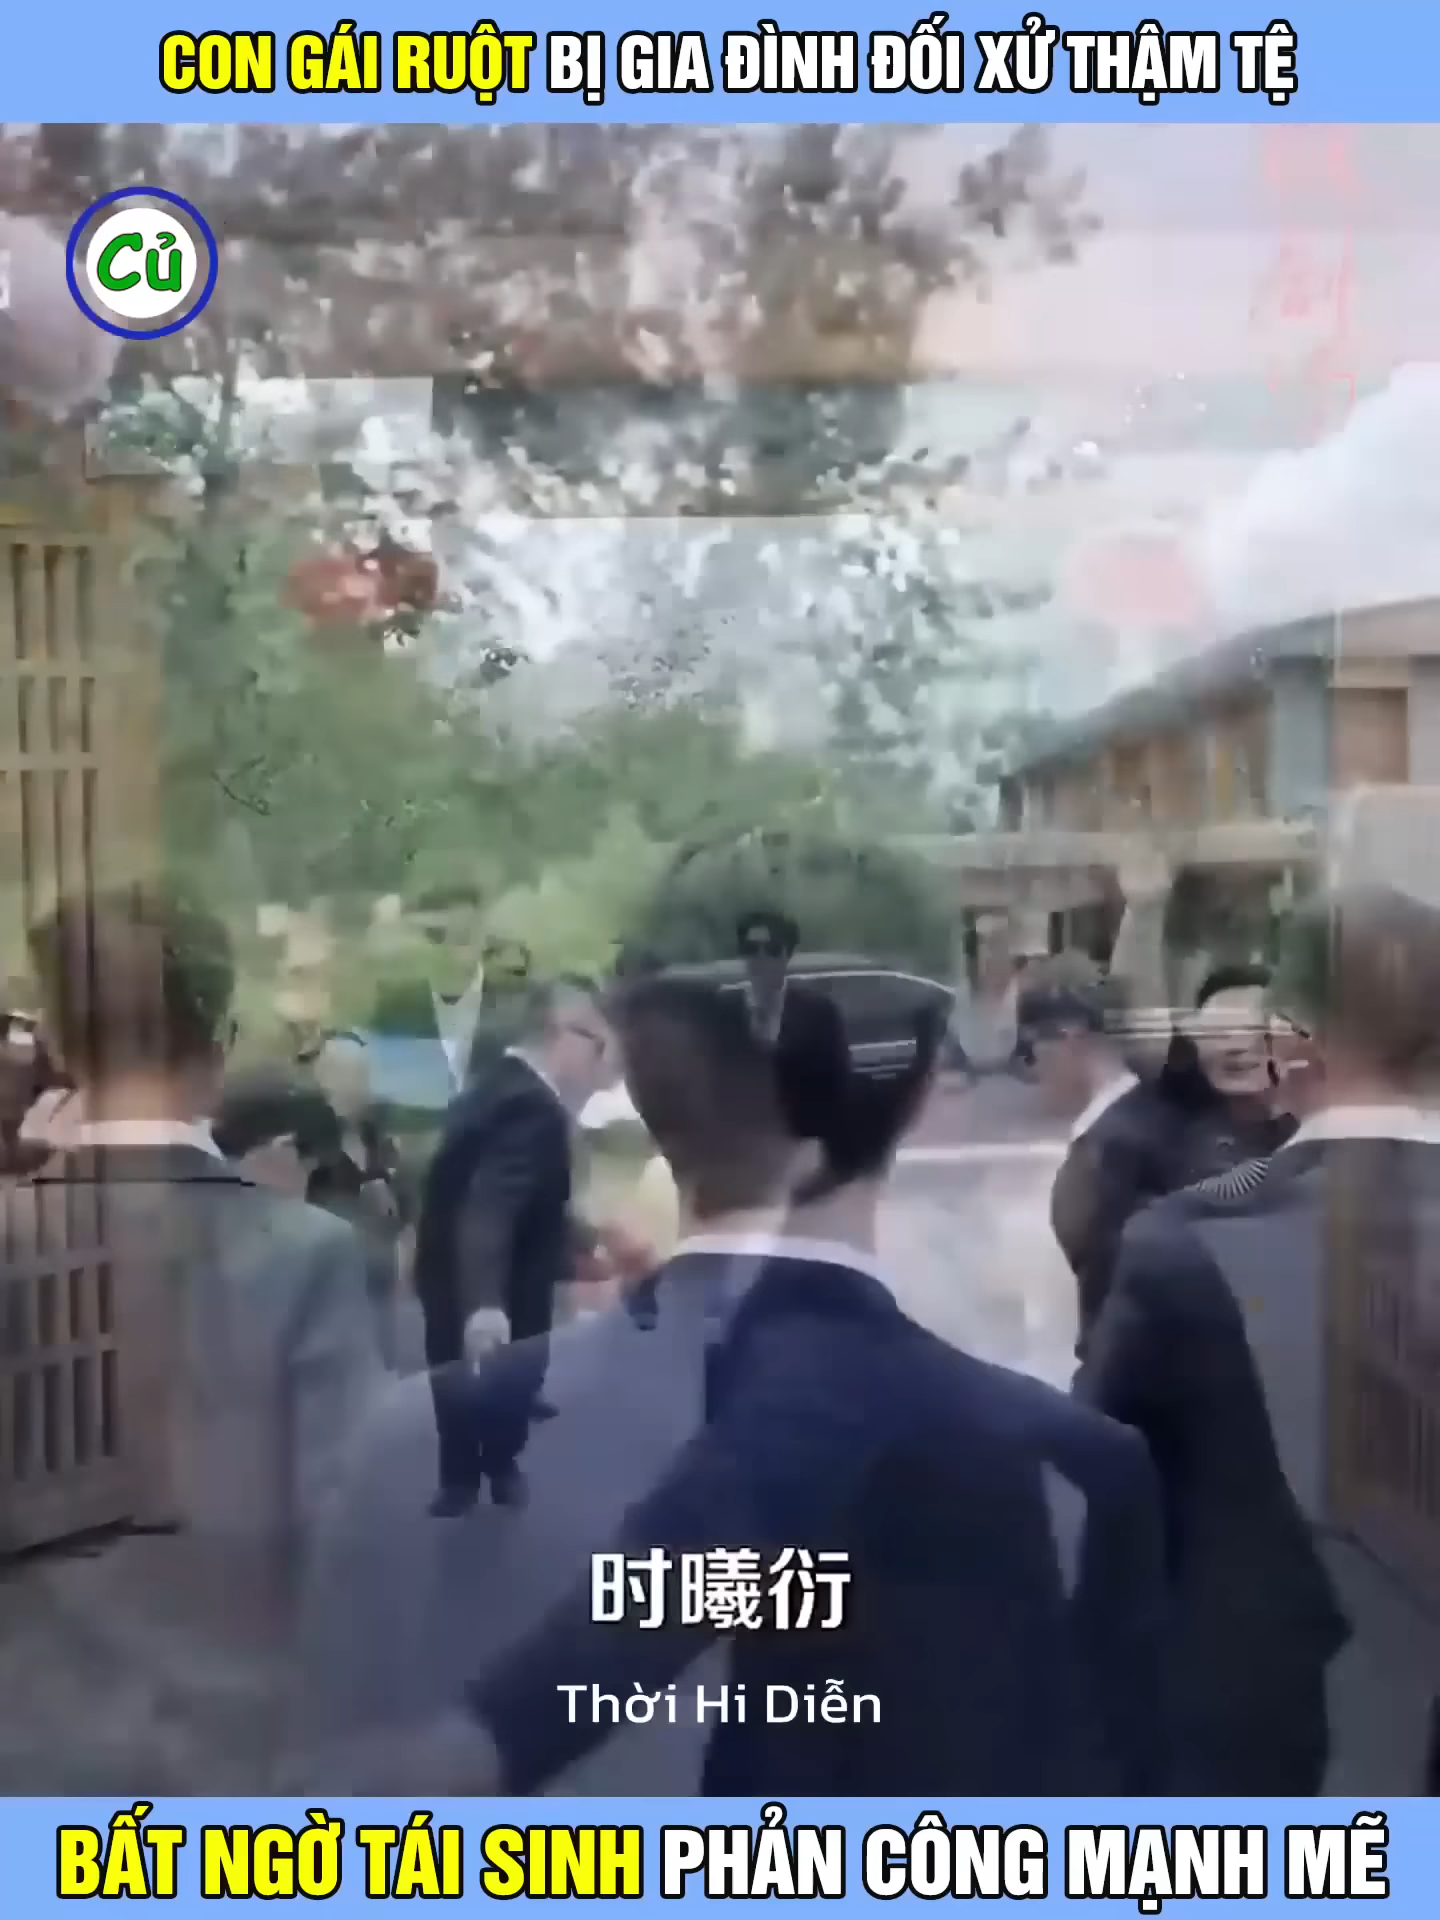 CON GÁI RUỘT BỊ GIA ĐÌNH ĐỐI XỬ THẬM TỆ
Củ
时曦衍
Thời Hi Diễn
BẤT NGỜ TÁI SINH PHẢN CÔNG MẠNH MẼ